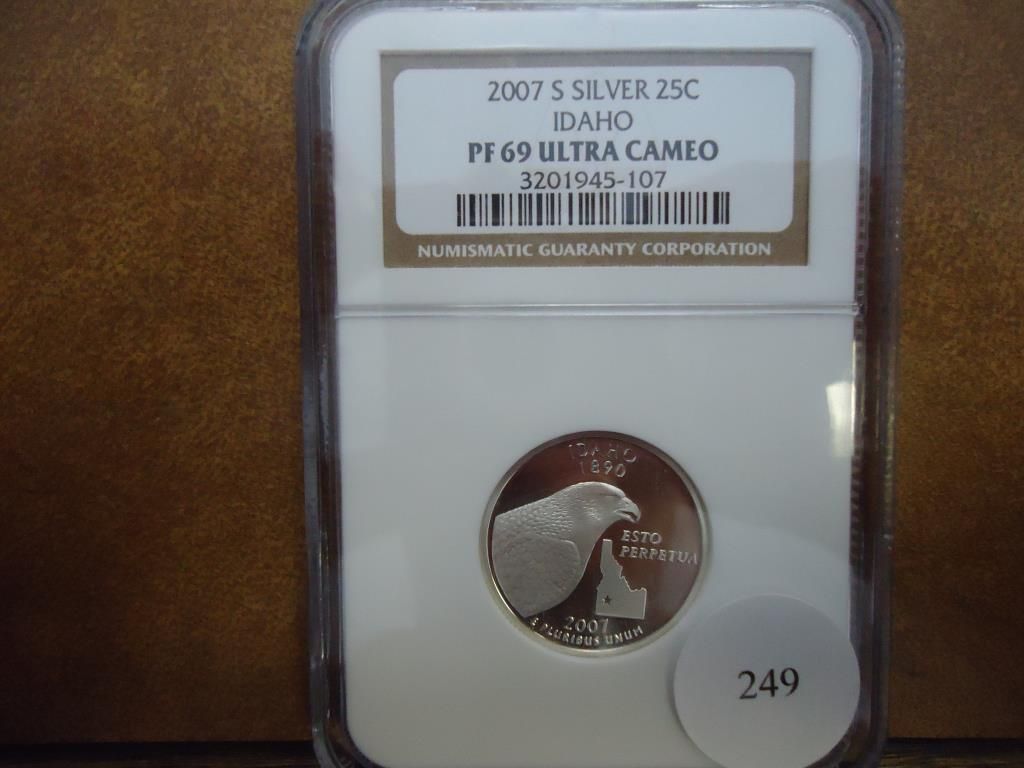 2007 S SILVER 25C
IDAHO
PF 69 ULTRA CAMEO
3201945-107
NUMISMATIC GUARANTY CORPORATION
IDAHO
1890
ESTO
PERPETUA
2007
E PLURIBUS UNUM
249